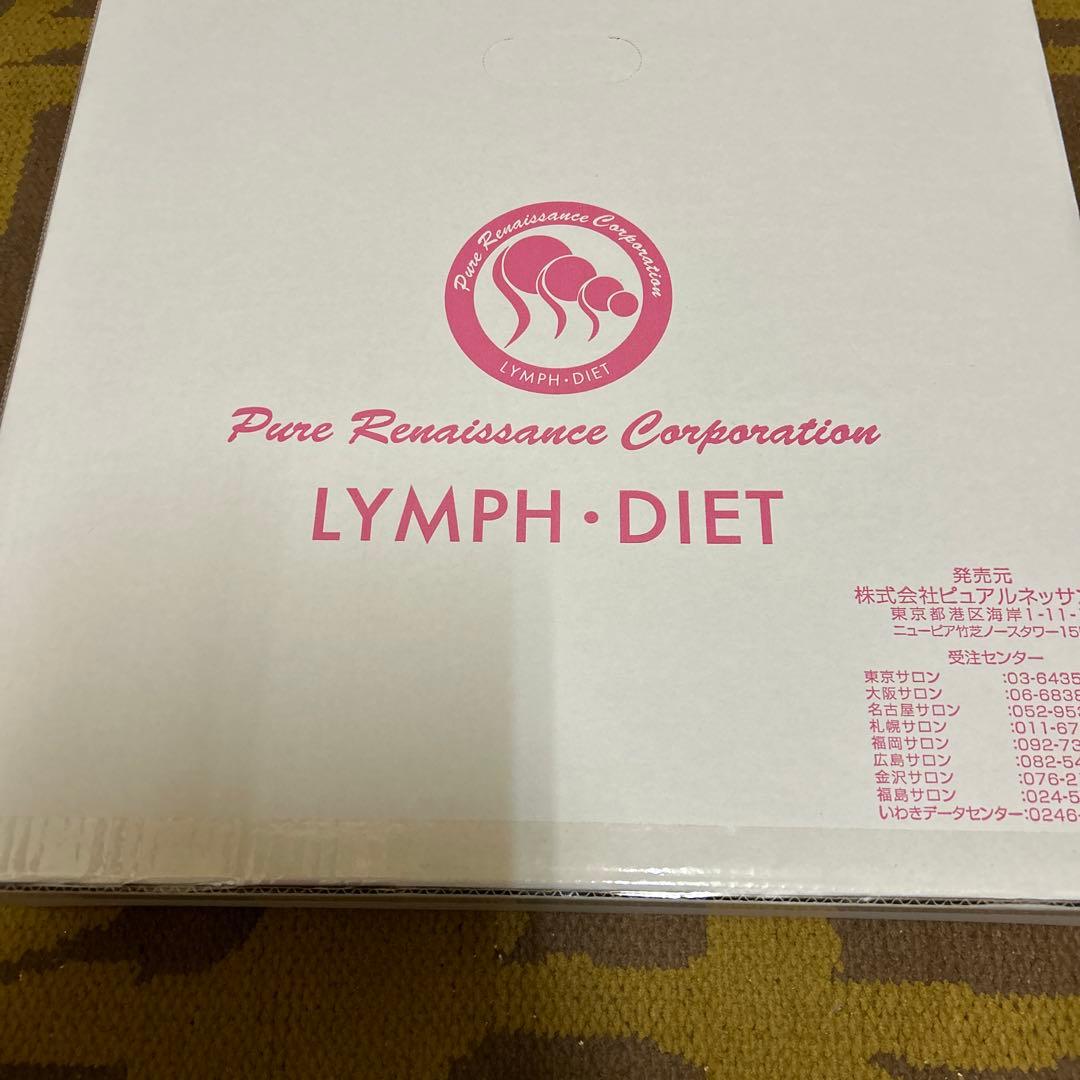 Pure Renaissance Corporation
LYMPH・DIET
Pure Renaissance Corporation
LYMPH・DIET
発売元
株式会社ピュアルネッサ
東京都港区海岸1-11-
ニューピア竹芝ノースタワー15
受注センター
東京サロン :03-6435
大阪サロン :06-6838
名古屋サロン :052-953
札幌サロン :011-67
福岡サロン :092-73
広島サロン :082-54
金沢サロン :076-2
福島サロン :024-5
いわきデータセンター:0246-